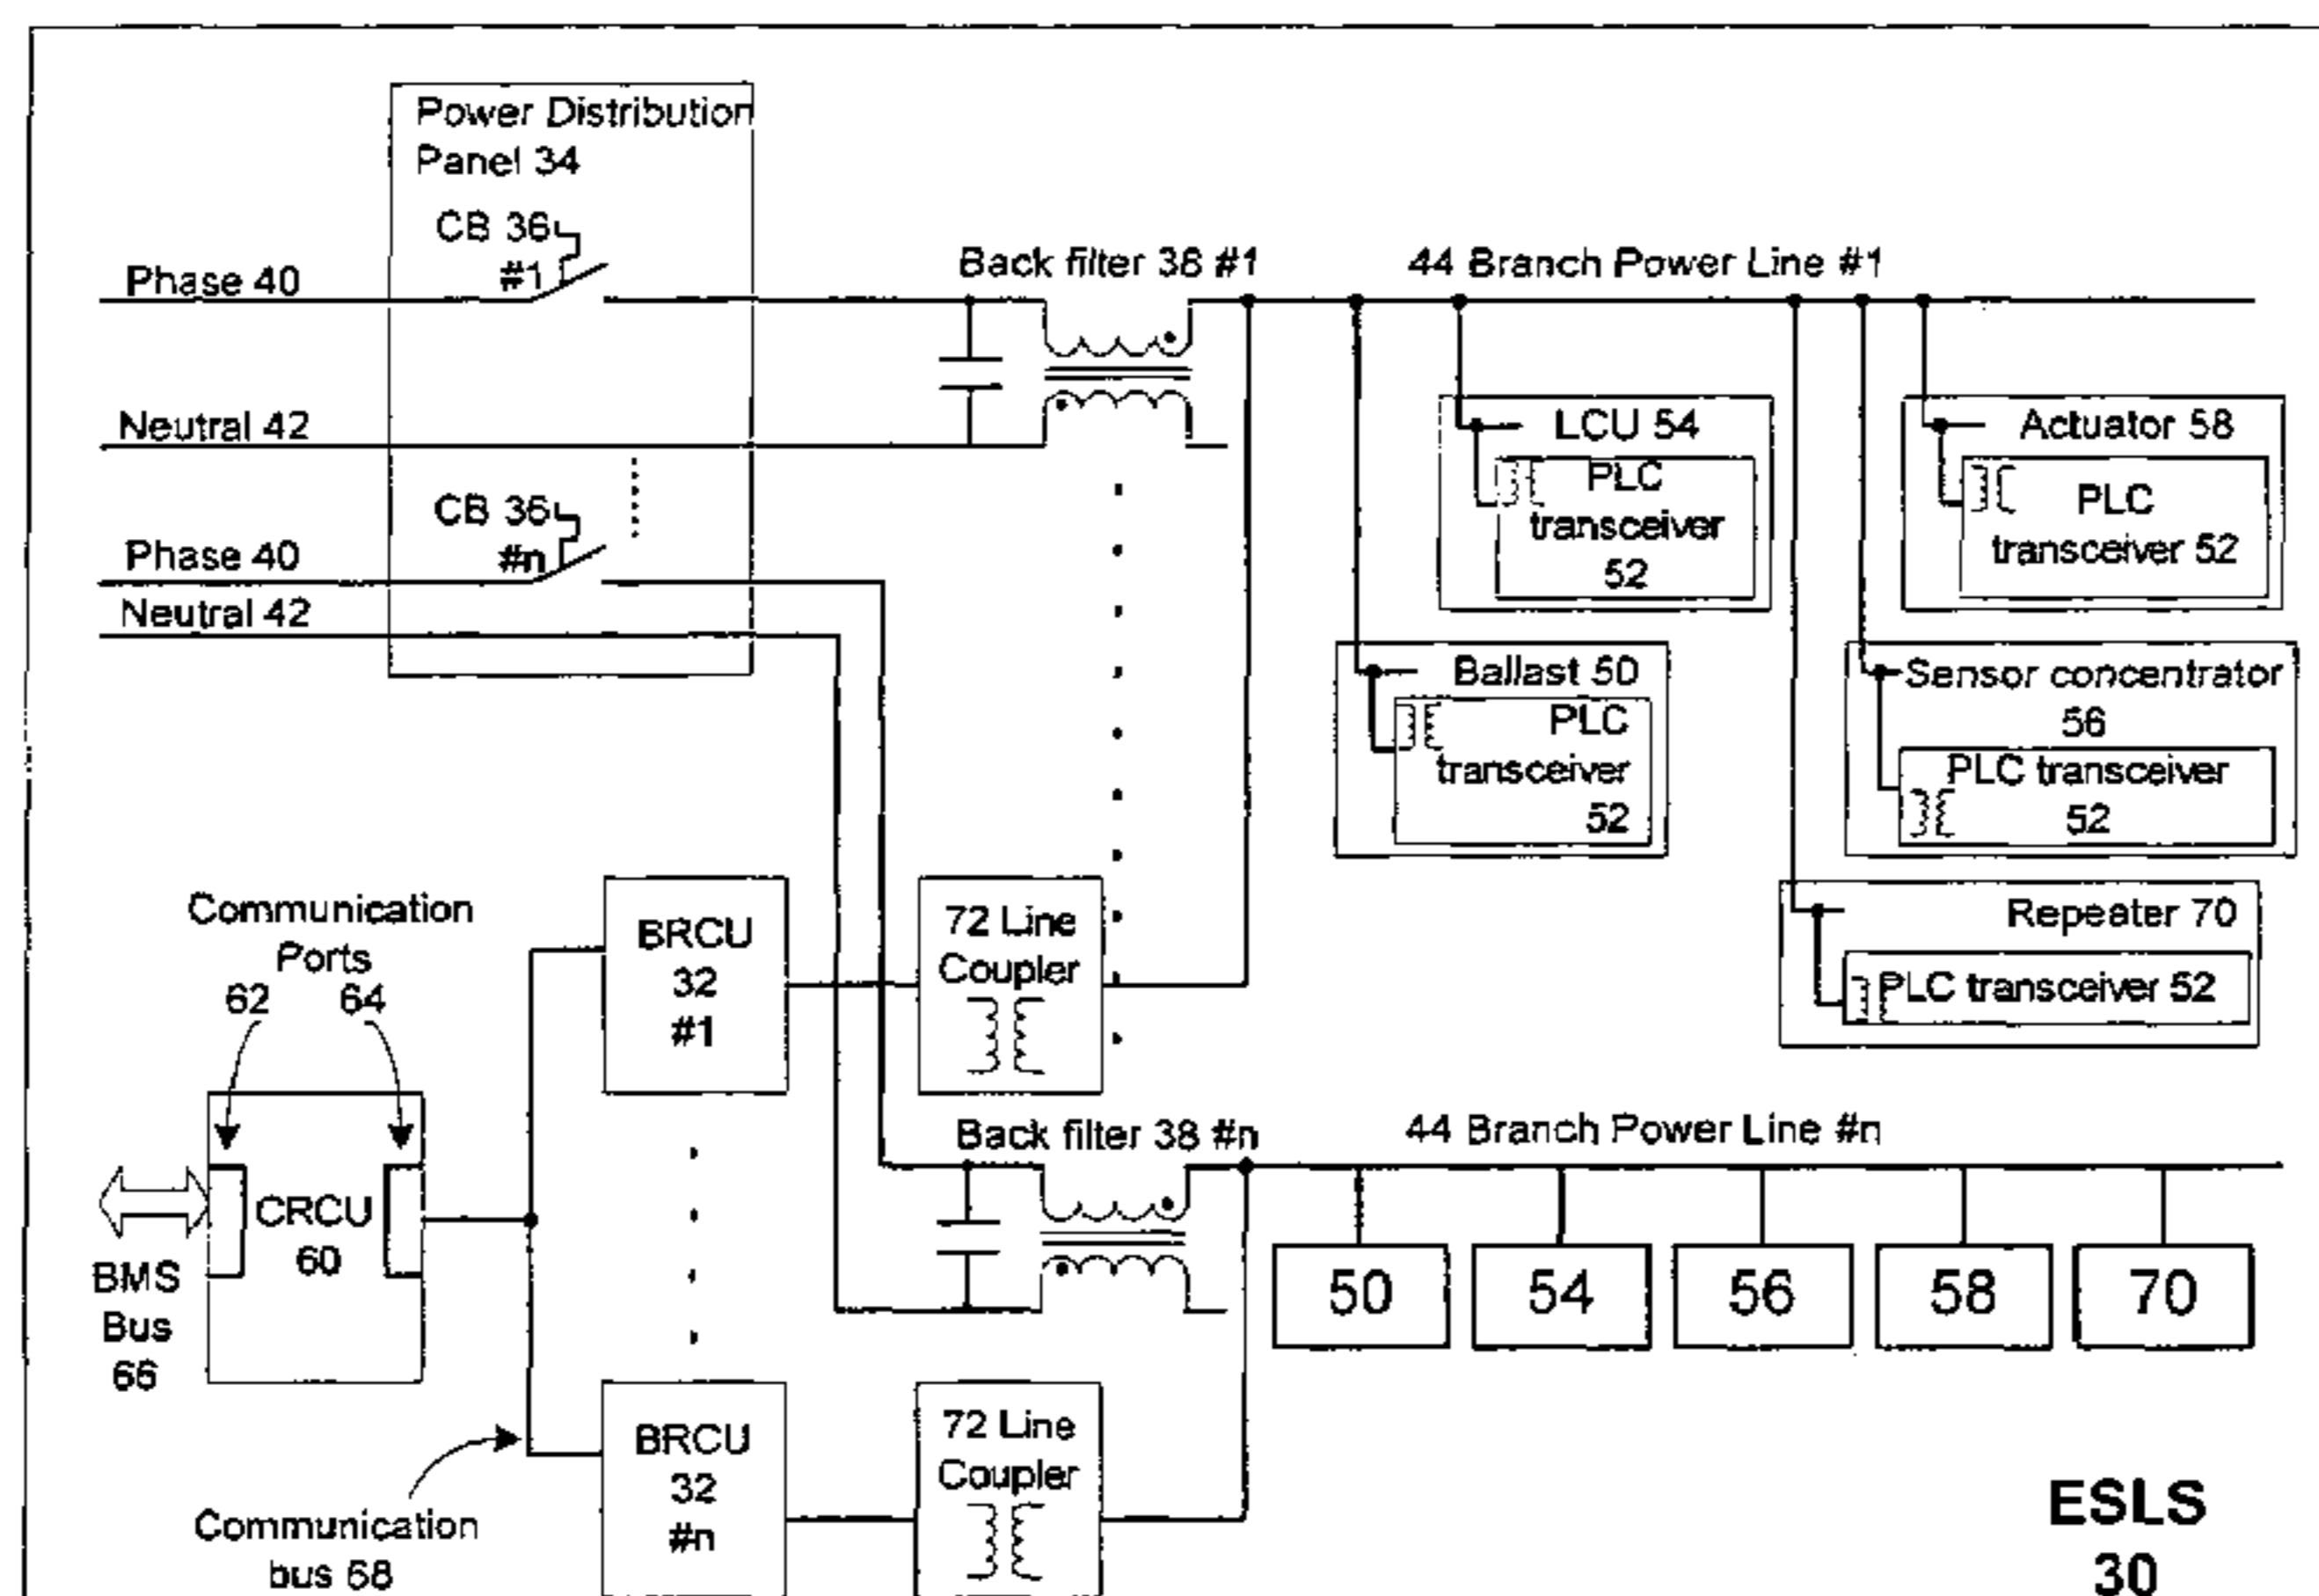 Power Distribution
Panel 34
CB 36
#1
Phase 40
Back filter 38 #1
44 Branch Power Line #1
Neutral 42
CB 36
#n
Phase 40
Neutral 42
LCU 54
PLC
transceiver
52
Actuator 58
PLC
transceiver 52
Ballast 50
PLC
transceiver
52
Sensor concentrator
56
PLC transceiver
52
Repeater 70
PLC transceiver 52
Communication
Ports
62 64
BRCU
32
#1
72 Line
Coupler
CRCU
60
BMS
Bus
66
Back filter 38 #n
44 Branch Power Line #n
50 54 56 58 70
BRCU
32
#n
72 Line
Coupler
Communication
bus 68
ESLS
30